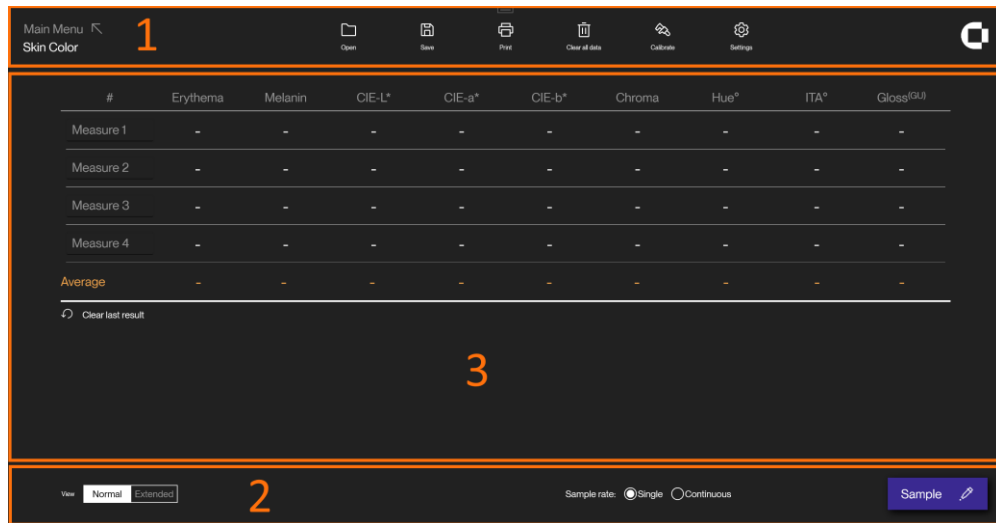 Main Menu
Skin Color
1
Open
Save
Print
Clear all data
Calibrate
Settings
# Erythema Melanin CIE-L* CIE-a* CIE-b* Chroma Hue° ITA° Gloss(GU)
Measure 1 - - - - - - - - -
Measure 2 - - - - - - - - -
Measure 3 - - - - - - - - -
Measure 4 - - - - - - - - -
Average - - - - - - - - -
Clear last result
3
View Normal Extended
2
Sample rate: Single Continuous
Sample